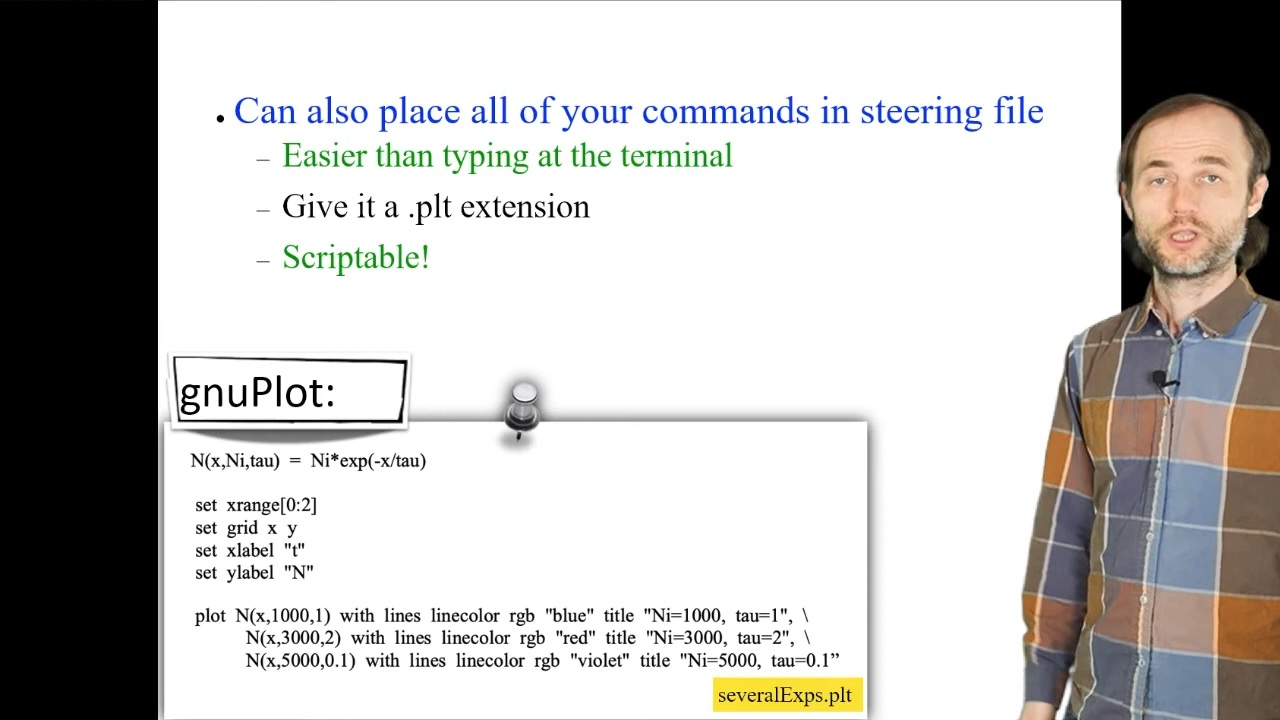 Can also place all of your commands in steering file
– Easier than typing at the terminal
– Give it a .plt extension
– Scriptable!
gnuPlot:
N(x,Ni,tau) = Ni*exp(-x/tau)
set xrange[0:2]
set grid x y
set xlabel "t"
set ylabel "N"
plot N(x,1000,1) with lines linecolor rgb "blue" title "Ni=1000, tau=1", \
N(x,3000,2) with lines linecolor rgb "red" title "Ni=3000, tau=2", \
N(x,5000,0.1) with lines linecolor rgb "violet" title "Ni=5000, tau=0.1”
severalExps.plt